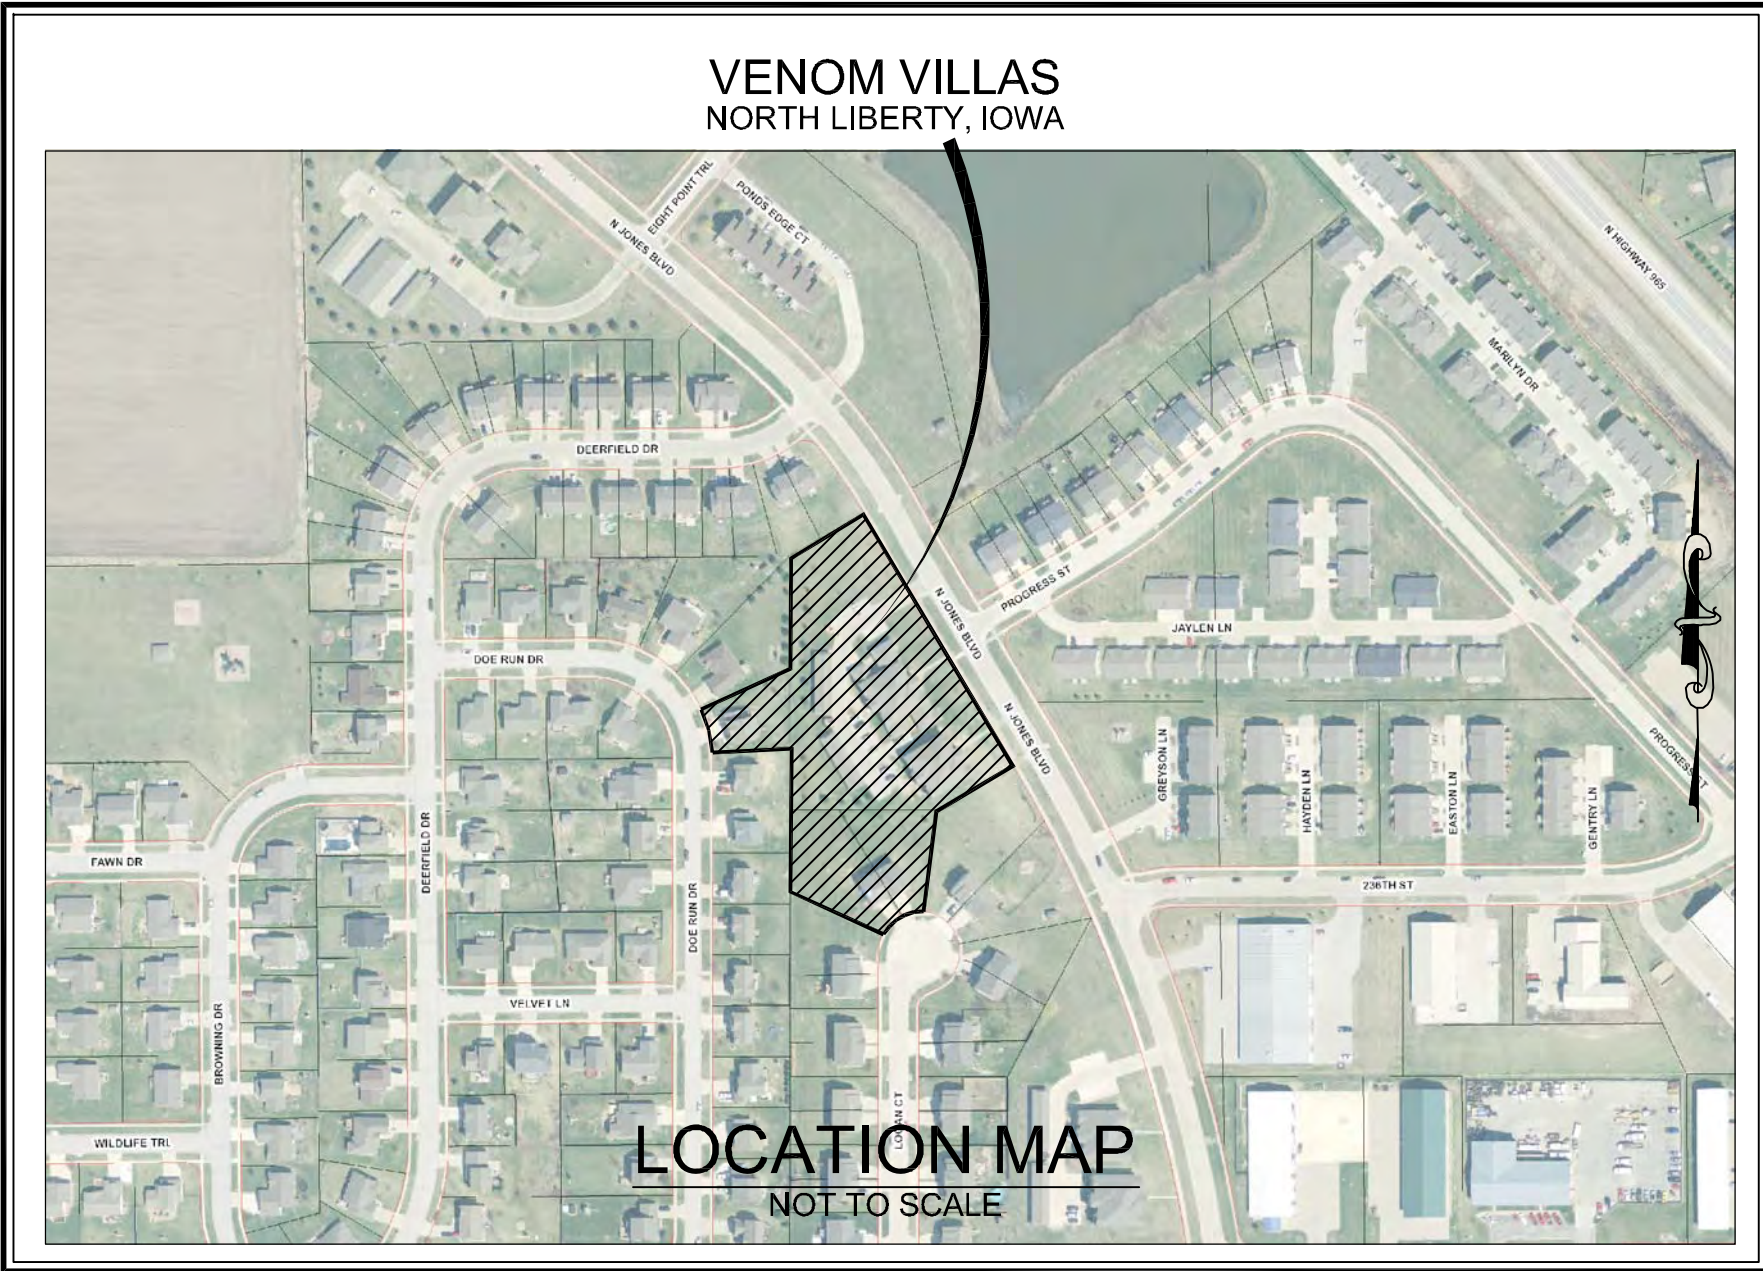 VENOM VILLAS
NORTH LIBERTY, IOWA
EIGHT POINT TRL
PONDS EDGE CT
N JONES BLVD
N HIGHWAY 965
MARILYN DR
DEERFIELD DR
PROGRESS ST
N JONES BLVD
JAYLEN LN
DOE RUN DR
N JONES BLVD
GREYSON LN
HAYDEN LN
EASTON LN
GENTRY LN
PROGRESS ST
DEERFIELD DR
FAWN DR
DOE RUN DR
236TH ST
VELVET LN
BROWNING DR
LOGAN CT
WILDLIFE TRL
LOCATION MAP
NOT TO SCALE